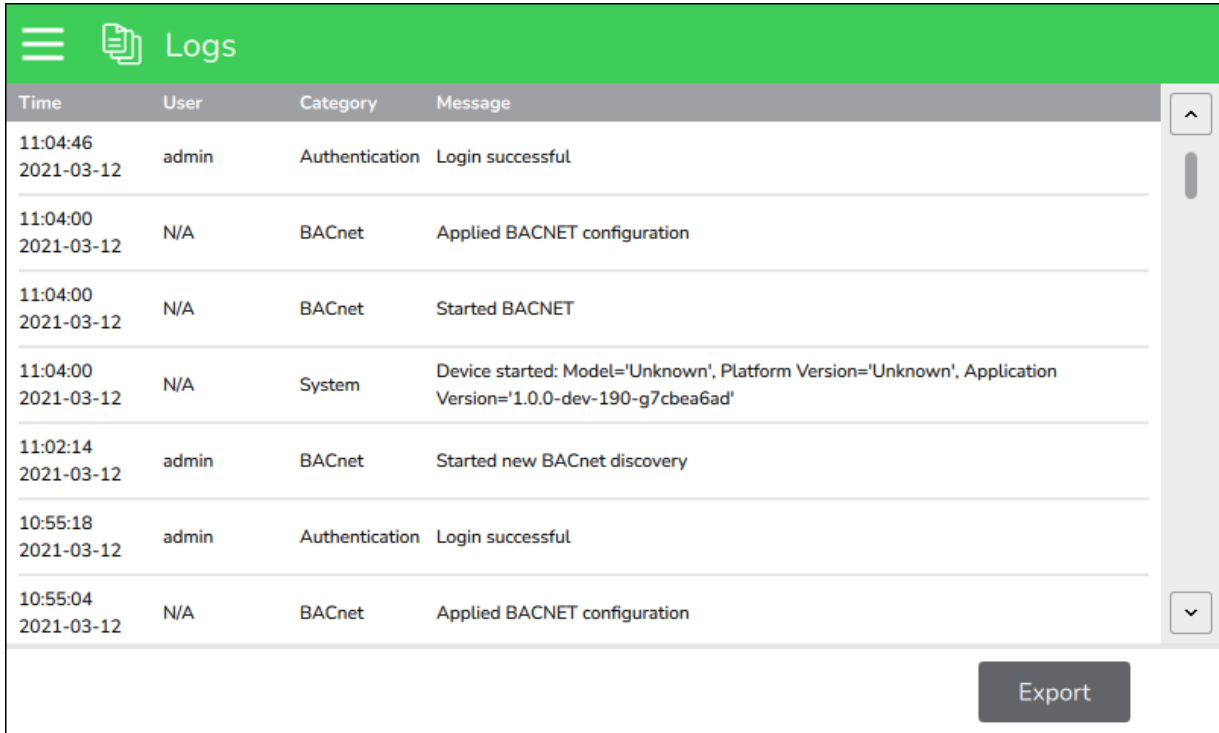 Logs
Time User Category Message
11:04:46
2021-03-12 admin Authentication Login successful
11:04:00
2021-03-12 N/A BACnet Applied BACNET configuration
11:04:00
2021-03-12 N/A BACnet Started BACNET
11:04:00
2021-03-12 N/A System Device started: Model='Unknown', Platform Version='Unknown', Application
Version='1.0.0-dev-190-g7cbea6ad'
11:02:14
2021-03-12 admin BACnet Started new BACnet discovery
10:55:18
2021-03-12 admin Authentication Login successful
10:55:04
2021-03-12 N/A BACnet Applied BACNET configuration
Export